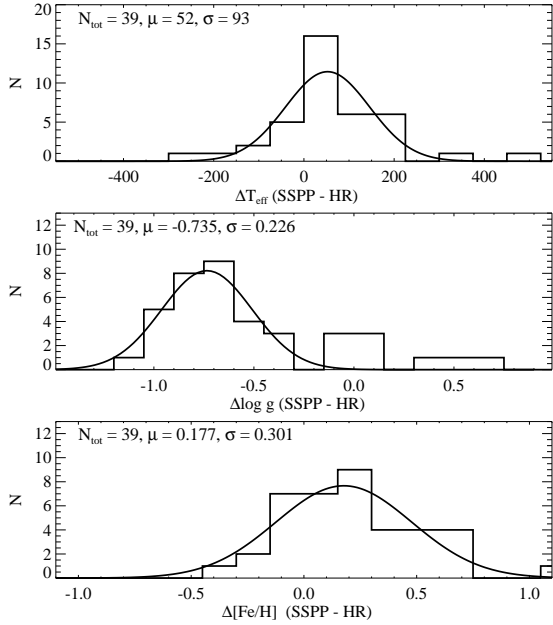 N_tot = 39, μ = 52, σ = 93
20
15
10
5
0
N
-400 -200 0 200 400
ΔT_eff (SSPP - HR)
N_tot = 39, μ = -0.735, σ = 0.226
12
10
8
6
4
2
0
N
-1.0 -0.5 0.0 0.5
Δlog g (SSPP - HR)
N_tot = 39, μ = 0.177, σ = 0.301
12
10
8
6
4
2
0
N
-1.0 -0.5 0.0 0.5 1.0
Δ[Fe/H] (SSPP - HR)